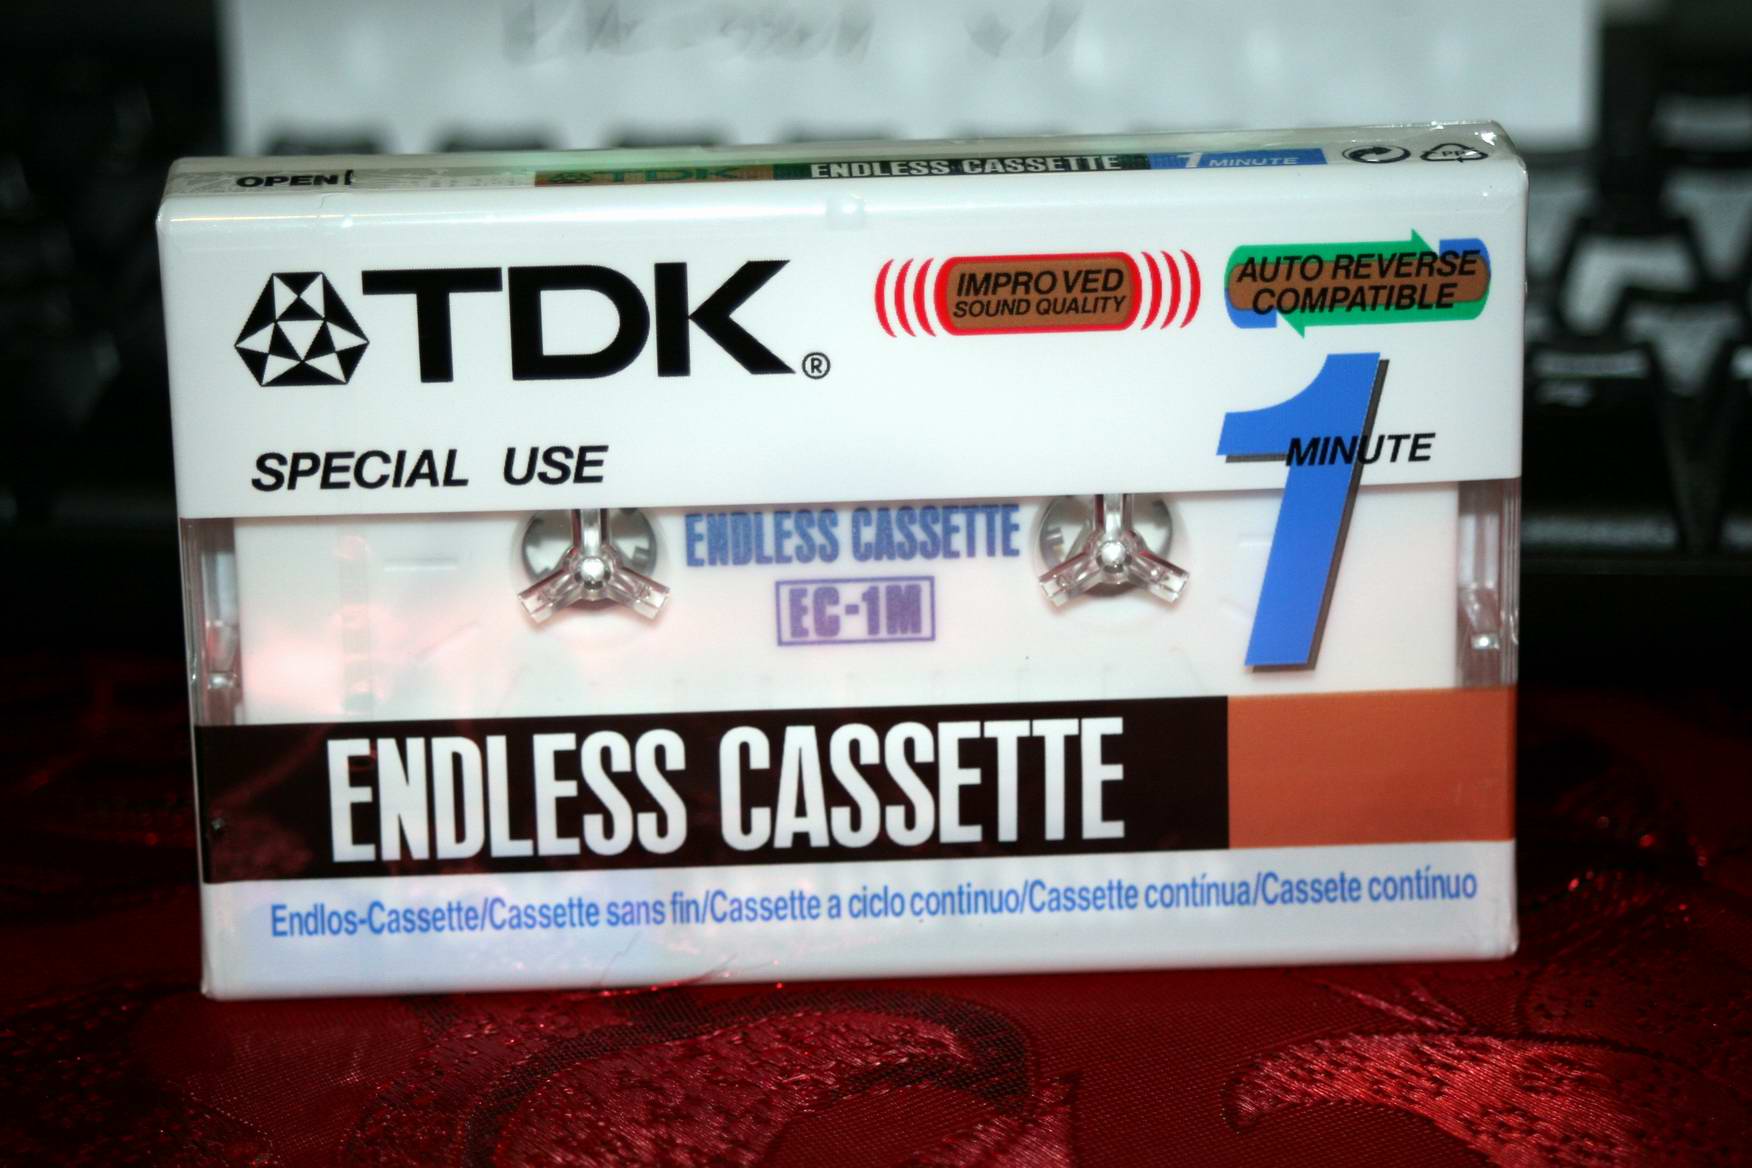 OPEN
TDK ENDLESS CASSETTE 1 MINUTE
PP
TDK®
IMPROVED
SOUND QUALITY
AUTO REVERSE
COMPATIBLE
SPECIAL USE
1 MINUTE
ENDLESS CASSETTE
EC-1M
ENDLESS CASSETTE
Endlos-Cassette/Cassette sans fin/Cassette a ciclo continuo/Cassette contínua/Cassete contínuo